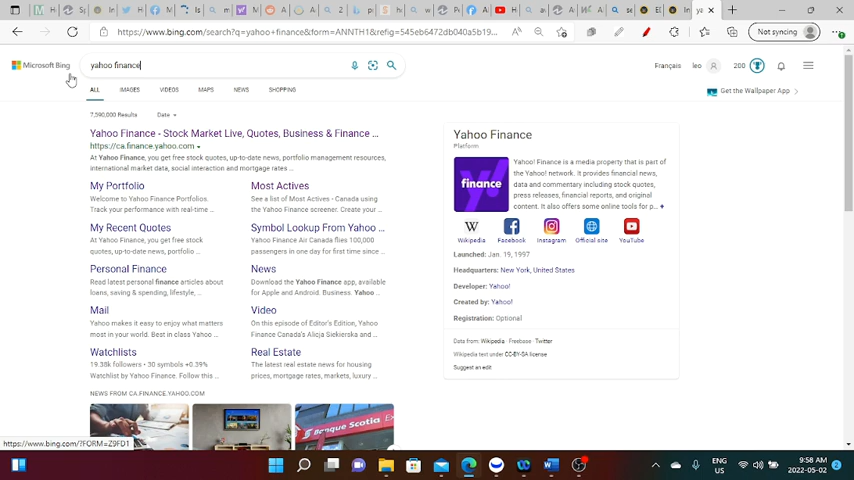 https://www.bing.com/search?q=yahoo+finance&form=ANNTH1&refig=545eb6472db040a5b19...
Not syncing
Microsoft Bing
yahoo finance
Français
leo
200
ALL
IMAGES
VIDEOS
MAPS
NEWS
SHOPPING
Get the Wallpaper App
7,590,000 Results
Date
Yahoo Finance - Stock Market Live, Quotes, Business & Finance ...
https://ca.finance.yahoo.com
At Yahoo Finance, you get free stock quotes, up-to-date news, portfolio management resources,
international market data, social interaction and mortgage rates ...
My Portfolio
Welcome to Yahoo Finance Portfolios.
Track your performance with real-time ...
Most Actives
See a list of Most Actives - Canada using
the Yahoo Finance screener. Create your ...
My Recent Quotes
At Yahoo Finance, you get free stock
quotes, up-to-date news, portfolio ...
Symbol Lookup From Yahoo ...
Yahoo Finance Air Canada flies 100,000
passengers in one day for first time since ...
Personal Finance
Read latest personal finance articles about
loans, saving & spending, lifestyle, ...
News
Download the Yahoo Finance app, available
for Apple and Android. Business. Yahoo ...
Mail
Yahoo makes it easy to enjoy what matters
most in your world. Best in class Yahoo ...
Video
On this episode of Editor's Edition, Yahoo
Finance Canada's Alicja Siekierska and ...
Watchlists
19.38k followers • 30 symbols +0.39%
Watchlist by Yahoo Finance. Follow this ...
Real Estate
The latest real estate news for housing
prices, mortgage rates, markets, luxury ...
NEWS FROM CA.FINANCE.YAHOO.COM
Banque Scotia
Yahoo Finance
Platform
y!
finance
Yahoo! Finance is a media property that is part of
the Yahoo! network. It provides financial news,
data and commentary including stock quotes,
press releases, financial reports, and original
content. It also offers some online tools for p...
W
Wikipedia
Facebook
Instagram
Official site
YouTube
Launched: Jan. 19, 1997
Headquarters: New York, United States
Developer: Yahoo!
Created by: Yahoo!
Registration: Optional
Data from: Wikipedia · Freebase · Twitter
Wikipedia text under CC-BY-SA license
Suggest an edit
https://www.bing.com/?FORM=Z9FD1
ENG
US
9:58 AM
2022-05-02
2